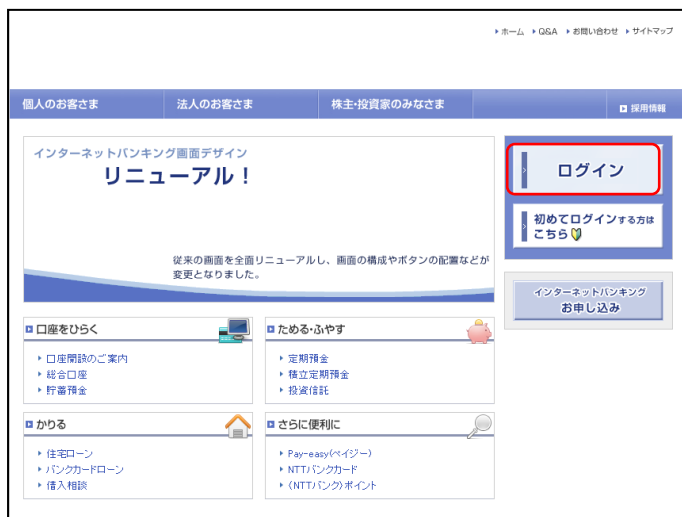 ホーム Q&A お問い合わせ サイトマップ
個人のお客さま 法人のお客さま 株主・投資家のみなさま 採用情報
インターネットバンキング画面デザイン
リニューアル！
従来の画面を全面リニューアルし、画面の構成やボタンの配置などが
変更となりました。
ログイン
初めてログインする方は
こちら
インターネットバンキング
お申し込み
口座をひらく
口座開設のご案内
総合口座
貯蓄預金
ためる・ふやす
定期預金
積立定期預金
投資信託
かりる
住宅ローン
バンクカードローン
借入相談
さらに便利に
Pay-easy(ペイジー)
NTTバンクカード
〈NTTバンク〉ポイント